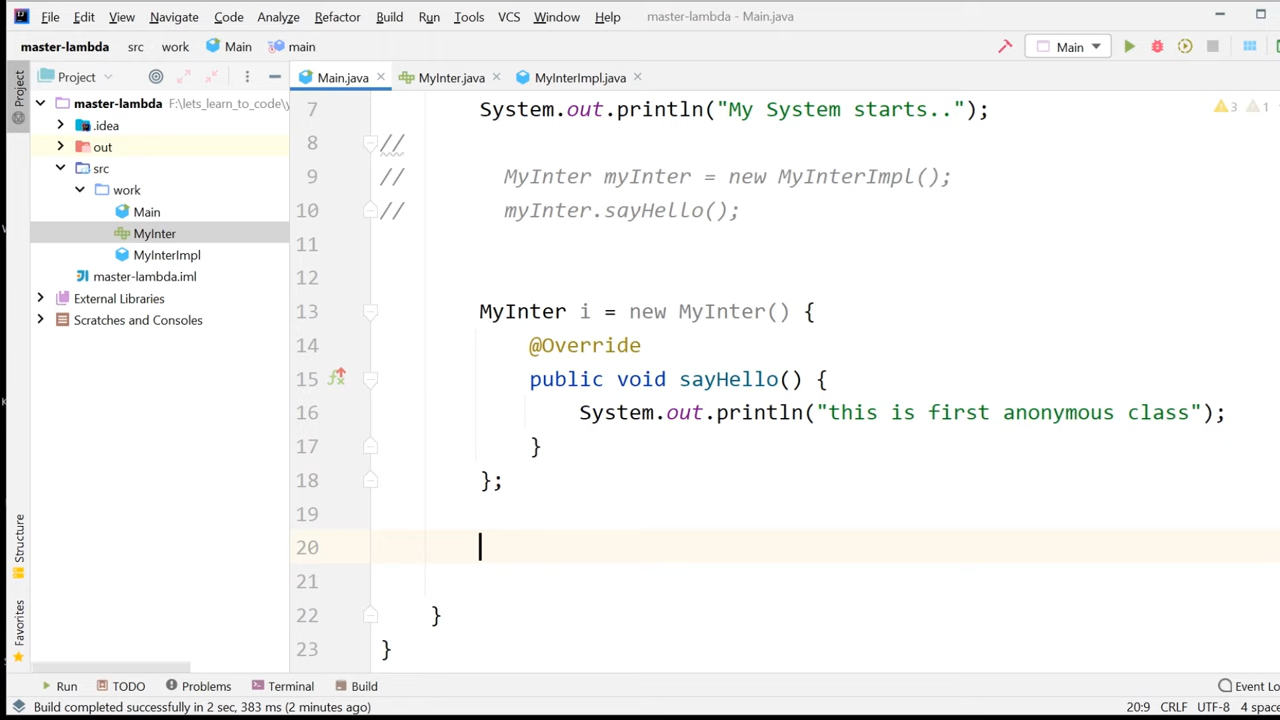 File Edit View Navigate Code Analyze Refactor Build Run Tools VCS Window Help master-lambda - Main.java
master-lambda src work Main main Main
Project Main.java MyInter.java MyInterImpl.java
Project
master-lambda F:\lets_learn_to_code\y
.idea
out
src
work
Main
MyInter
MyInterImpl
master-lambda.iml
External Libraries
Scratches and Consoles
3 1
7 System.out.println("My System starts..");
8 //
9 // MyInter myInter = new MyInterImpl();
10 // myInter.sayHello();
11
12
13 MyInter i = new MyInter() {
14 @Override
15 public void sayHello() {
16 System.out.println("this is first anonymous class");
17 }
18 };
19
20
21
22 }
23 }
Structure
Favorites
Run TODO Problems Terminal Build Event Lo
Build completed successfully in 2 sec, 383 ms (2 minutes ago) 20:9 CRLF UTF-8 4 space